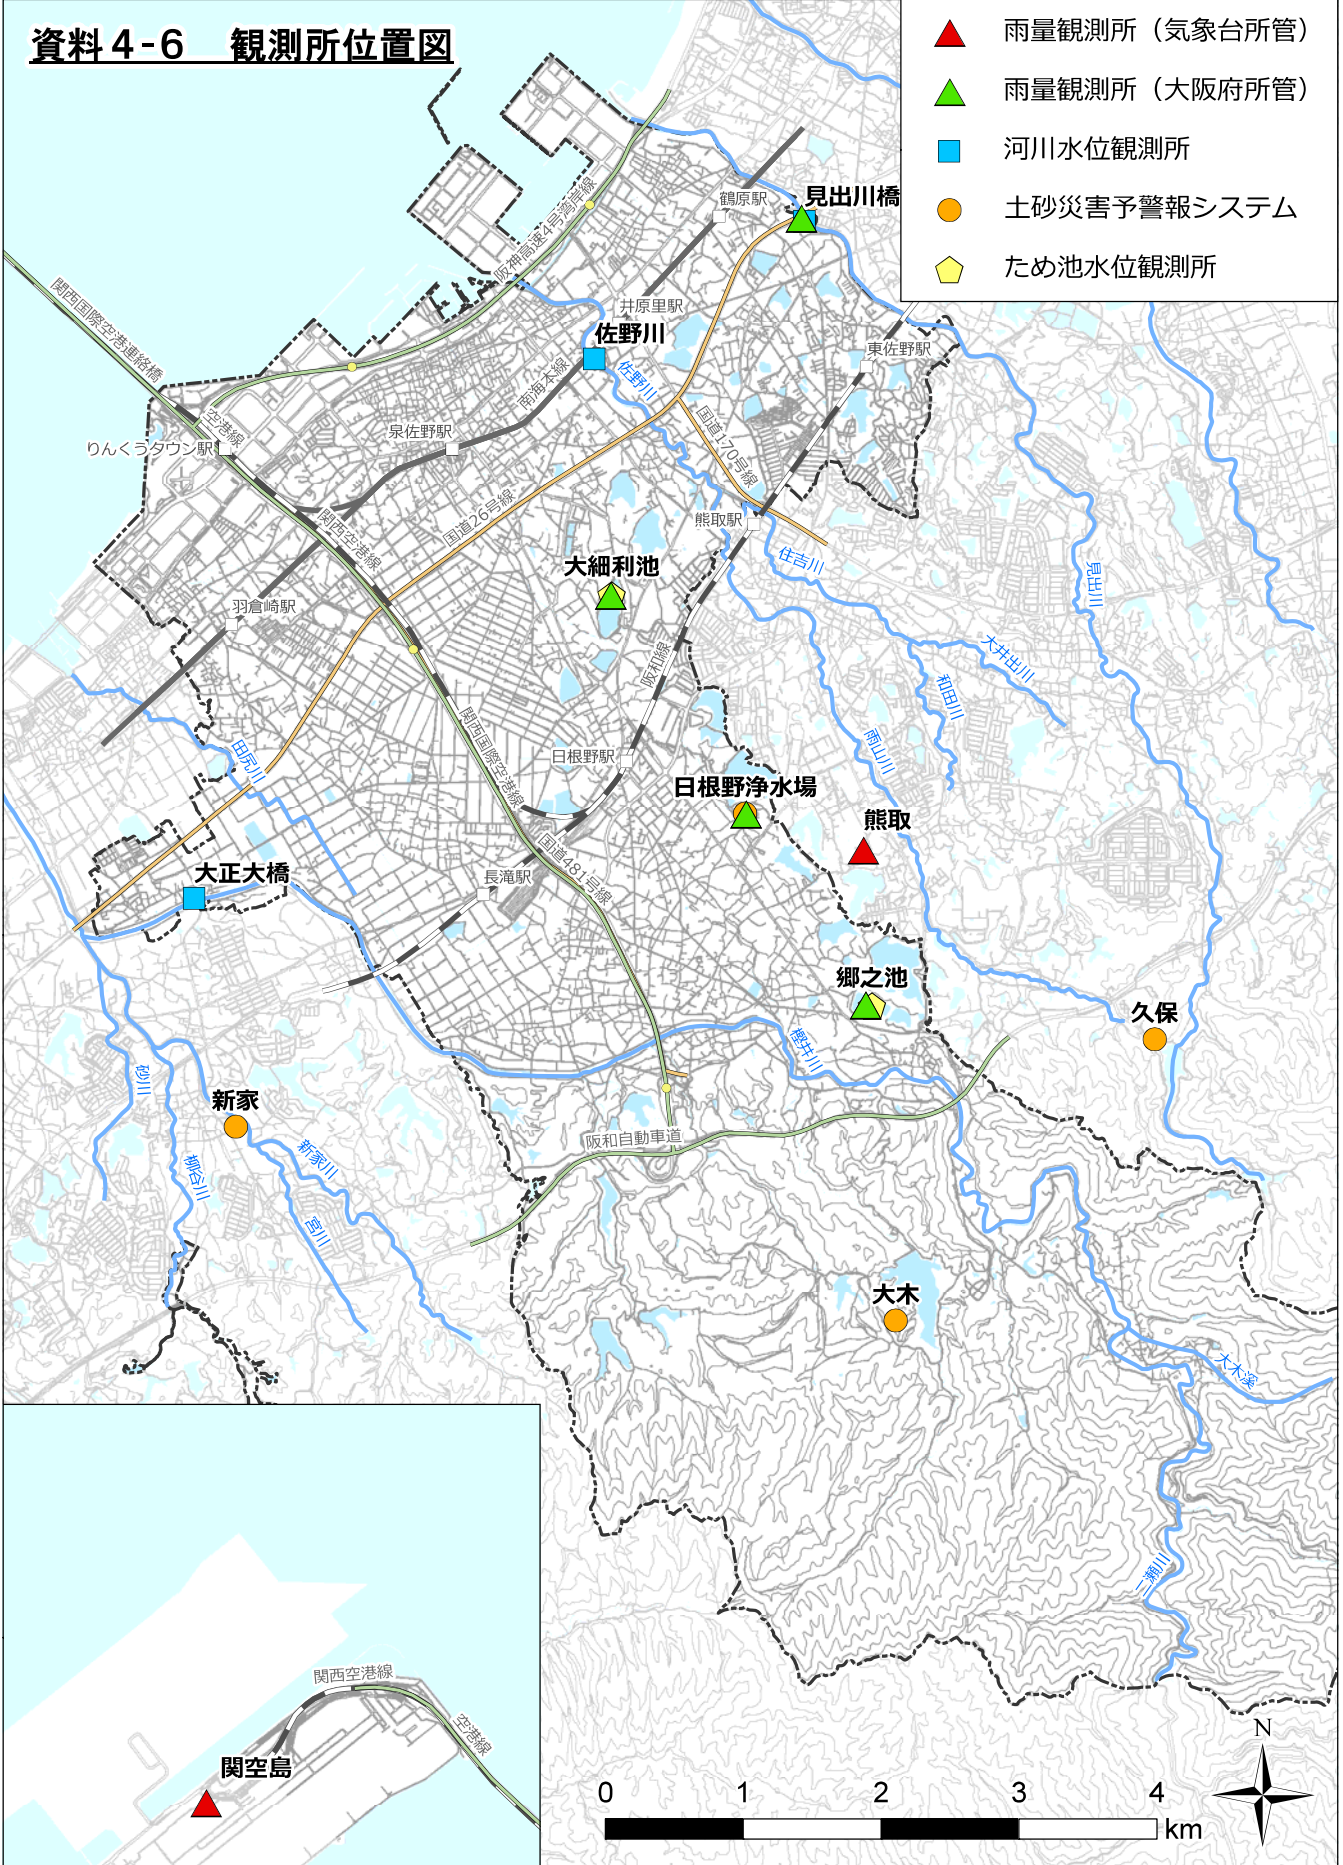 資料４-６　観測所位置図
雨量観測所（気象台所管）
雨量観測所（大阪府所管）
河川水位観測所
土砂災害予警報システム
ため池水位観測所
鶴原駅
見出川橋
阪神高速4号湾岸線
関西国際空港連絡橋
井原里駅
佐野川
東佐野駅
佐野川
南海本線
空港線
泉佐野駅
りんくうタウン駅
国道170号線
国道26号線
関西空港線
熊取駅
住吉川
大細利池
見出川
羽倉崎駅
阪和線
大井出川
和田川
関西国際空港線
雨山川
田尻川
日根野駅
日根野浄水場
熊取
国道481号線
大正大橋
長滝駅
郷之池
久保
樫井川
砂川
新家
阪和自動車道
新家川
柳谷川
宮川
大木
大木溪
二瀬川
関西空港線
空港線
関空島
N
0
1
2
3
4
km